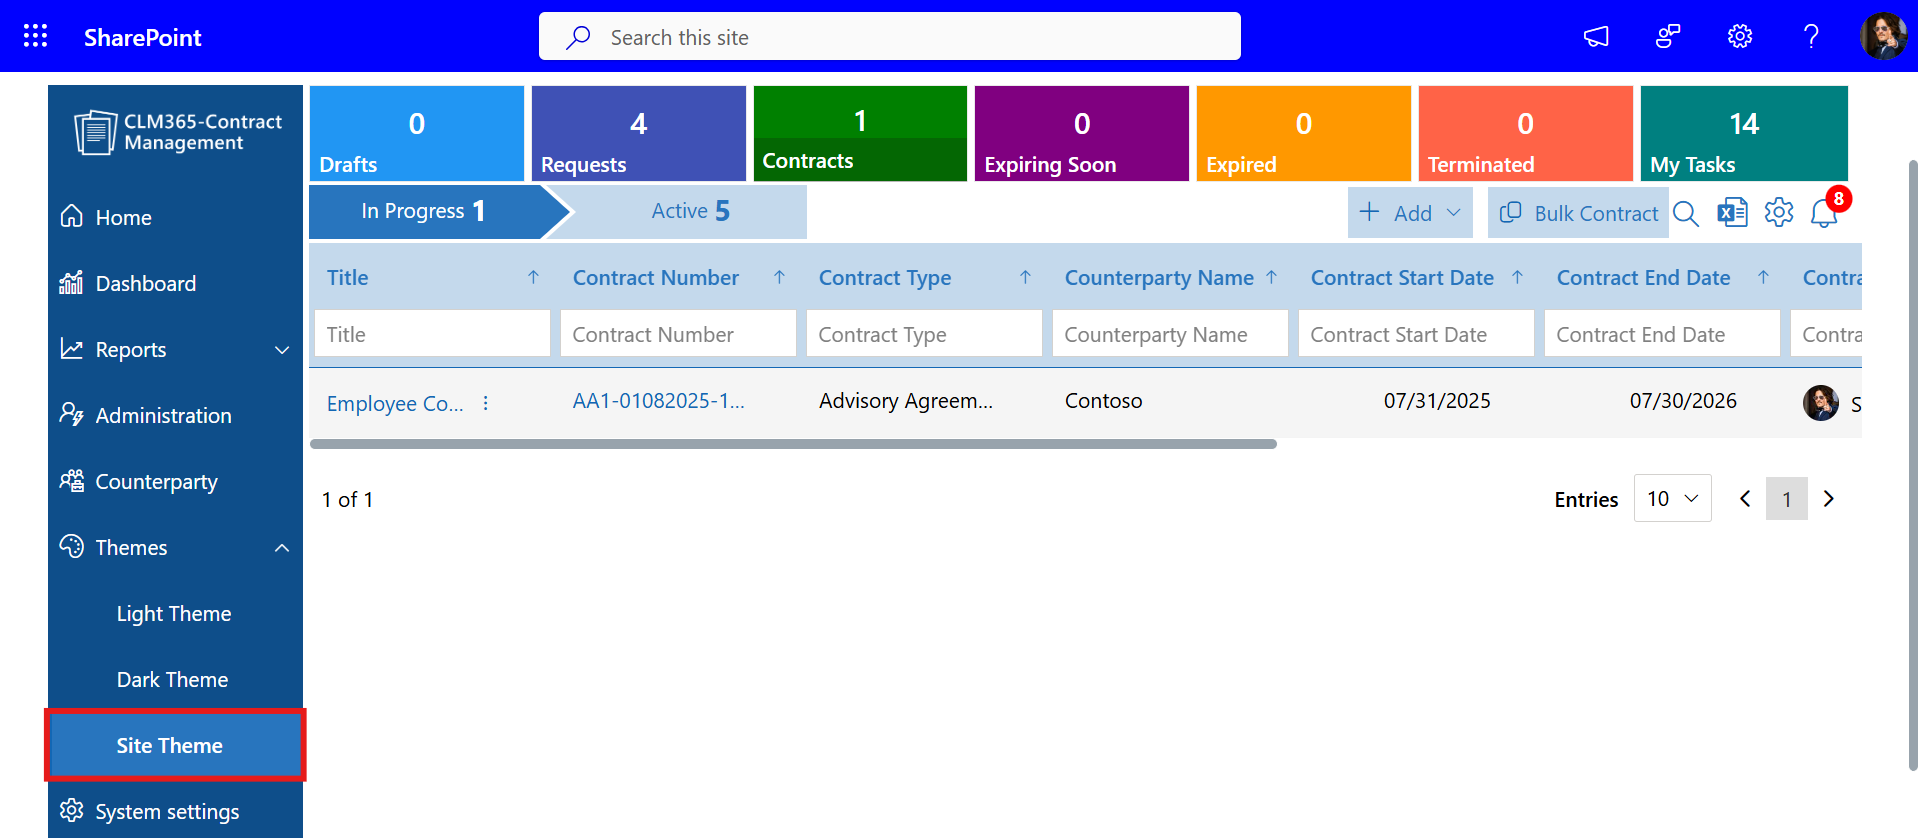 SharePoint
Search this site
CLM365-Contract
Management
Home
Dashboard
Reports
Administration
Counterparty
Themes
Light Theme
Dark Theme
Site Theme
System settings
0
Drafts
4
Requests
1
Contracts
0
Expiring Soon
0
Expired
0
Terminated
14
My Tasks
In Progress 1
Active 5
Add
Bulk Contract
8
Title
Contract Number
Contract Type
Counterparty Name
Contract Start Date
Contract End Date
Contra
Title
Contract Number
Contract Type
Counterparty Name
Contract Start Date
Contract End Date
Contra
Employee Co...
AA1-01082025-1...
Advisory Agreem...
Contoso
07/31/2025
07/30/2026
S
1 of 1
Entries
10
1